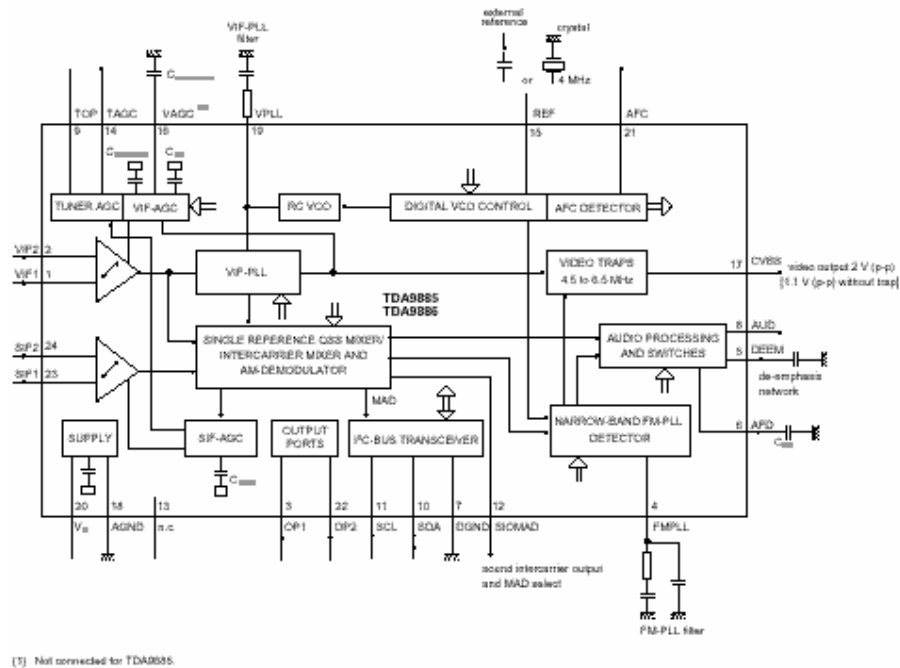 external
reference
crystal
VIF-PLL
filter
C
or
4 MHz
TOP
TAGC
VAGC
VPLL
REF
AFC
9
14
16
19
15
21
C
C
TUNER AGC
VIF-AGC
RC VCO
DIGITAL VCO CONTROL
AFC DETECTOR
VIF2
2
VIF1
1
VIF-PLL
VIDEO TRAPS
4.5 to 6.5 MHz
17
CVBS
video output 2 V (p-p)
[1.1 V (p-p) without trap]
TDA9885
TDA9886
SIF2
24
SIF1
23
SINGLE REFERENCE QSS MIXER/
INTERCARRIER MIXER AND
AM-DEMODULATOR
AUDIO PROCESSING
AND SWITCHES
8
AUD
5
DEEM
de-emphasis
network
MAD
SUPPLY
SIF-AGC
OUTPUT
PORTS
I²C-BUS TRANSCEIVER
NARROW-BAND FM-PLL
DETECTOR
6
AFD
C
C
20
18
13
3
22
11
10
7
12
4
V
AGND
n.c.
OP1
OP2
SCL
SDA
DGND
SIOMAD
FMPLL
sound intercarrier output
and MAD select
FM-PLL filter
(1) Not connected for TDA9885.